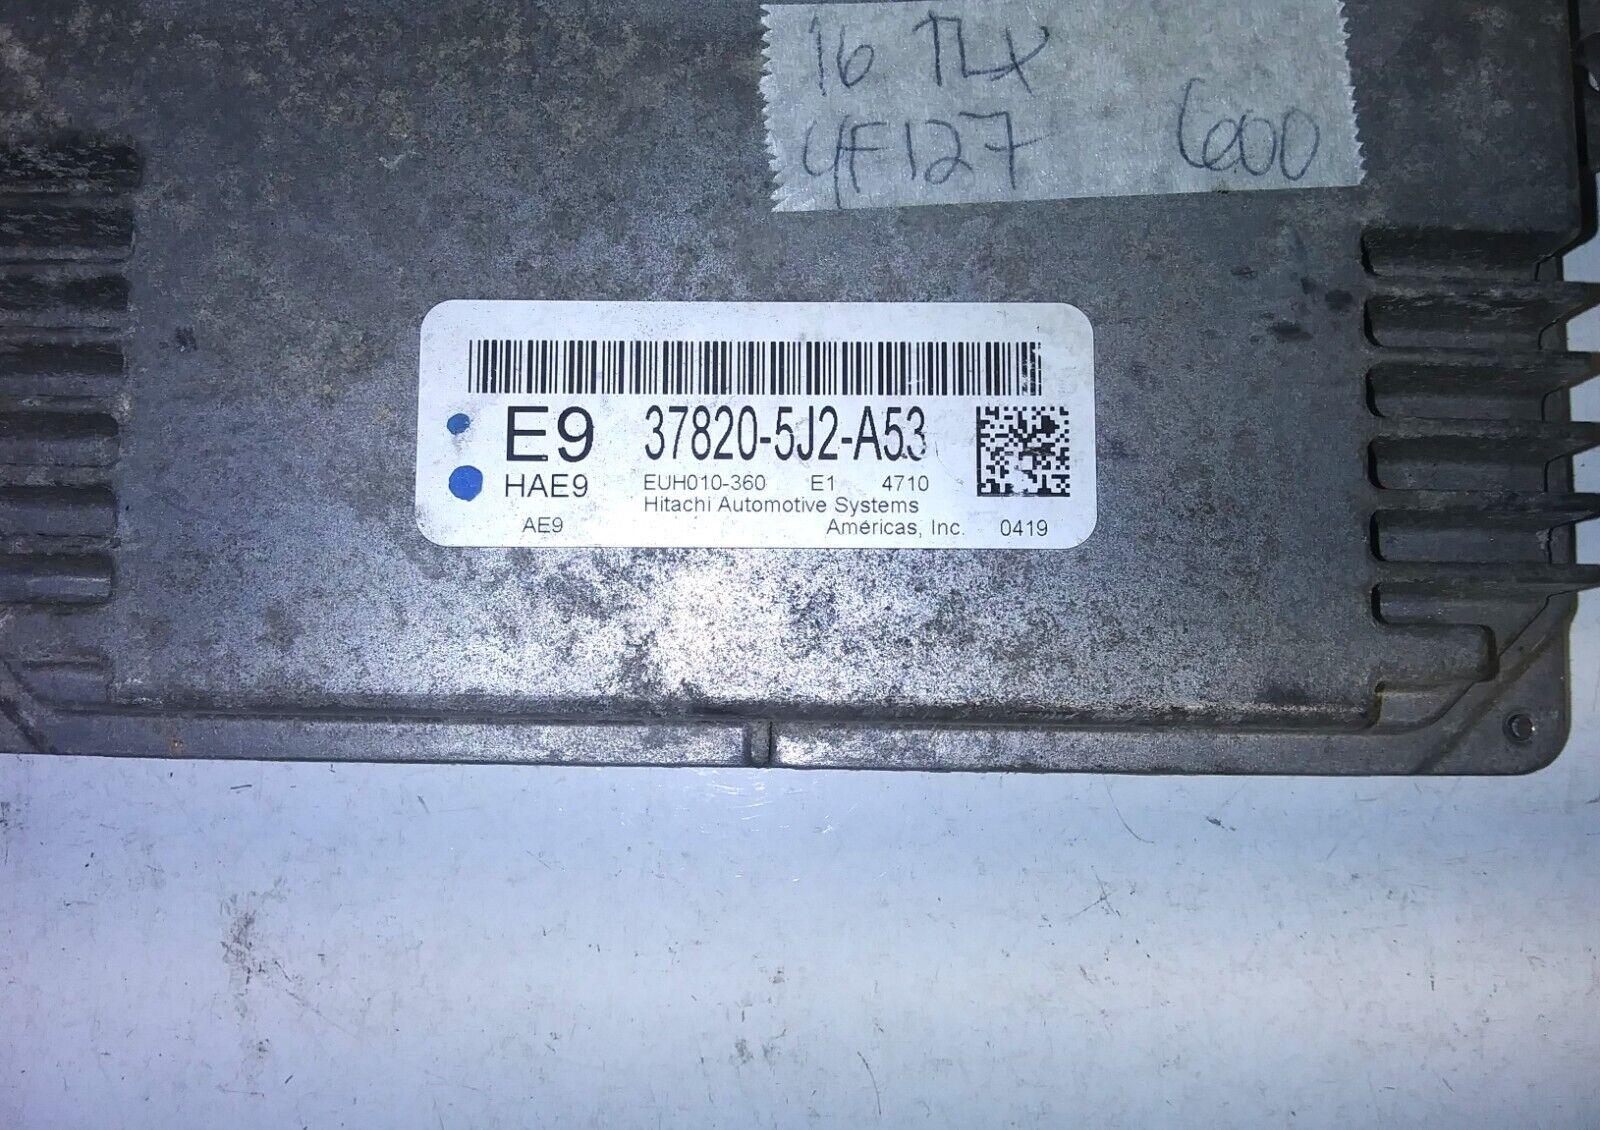 16 TLX
4F127 600
E9 37820-5J2-A53
HAE9 EUH010-360 E1 4710
Hitachi Automotive Systems
AE9 Americas, Inc. 0419